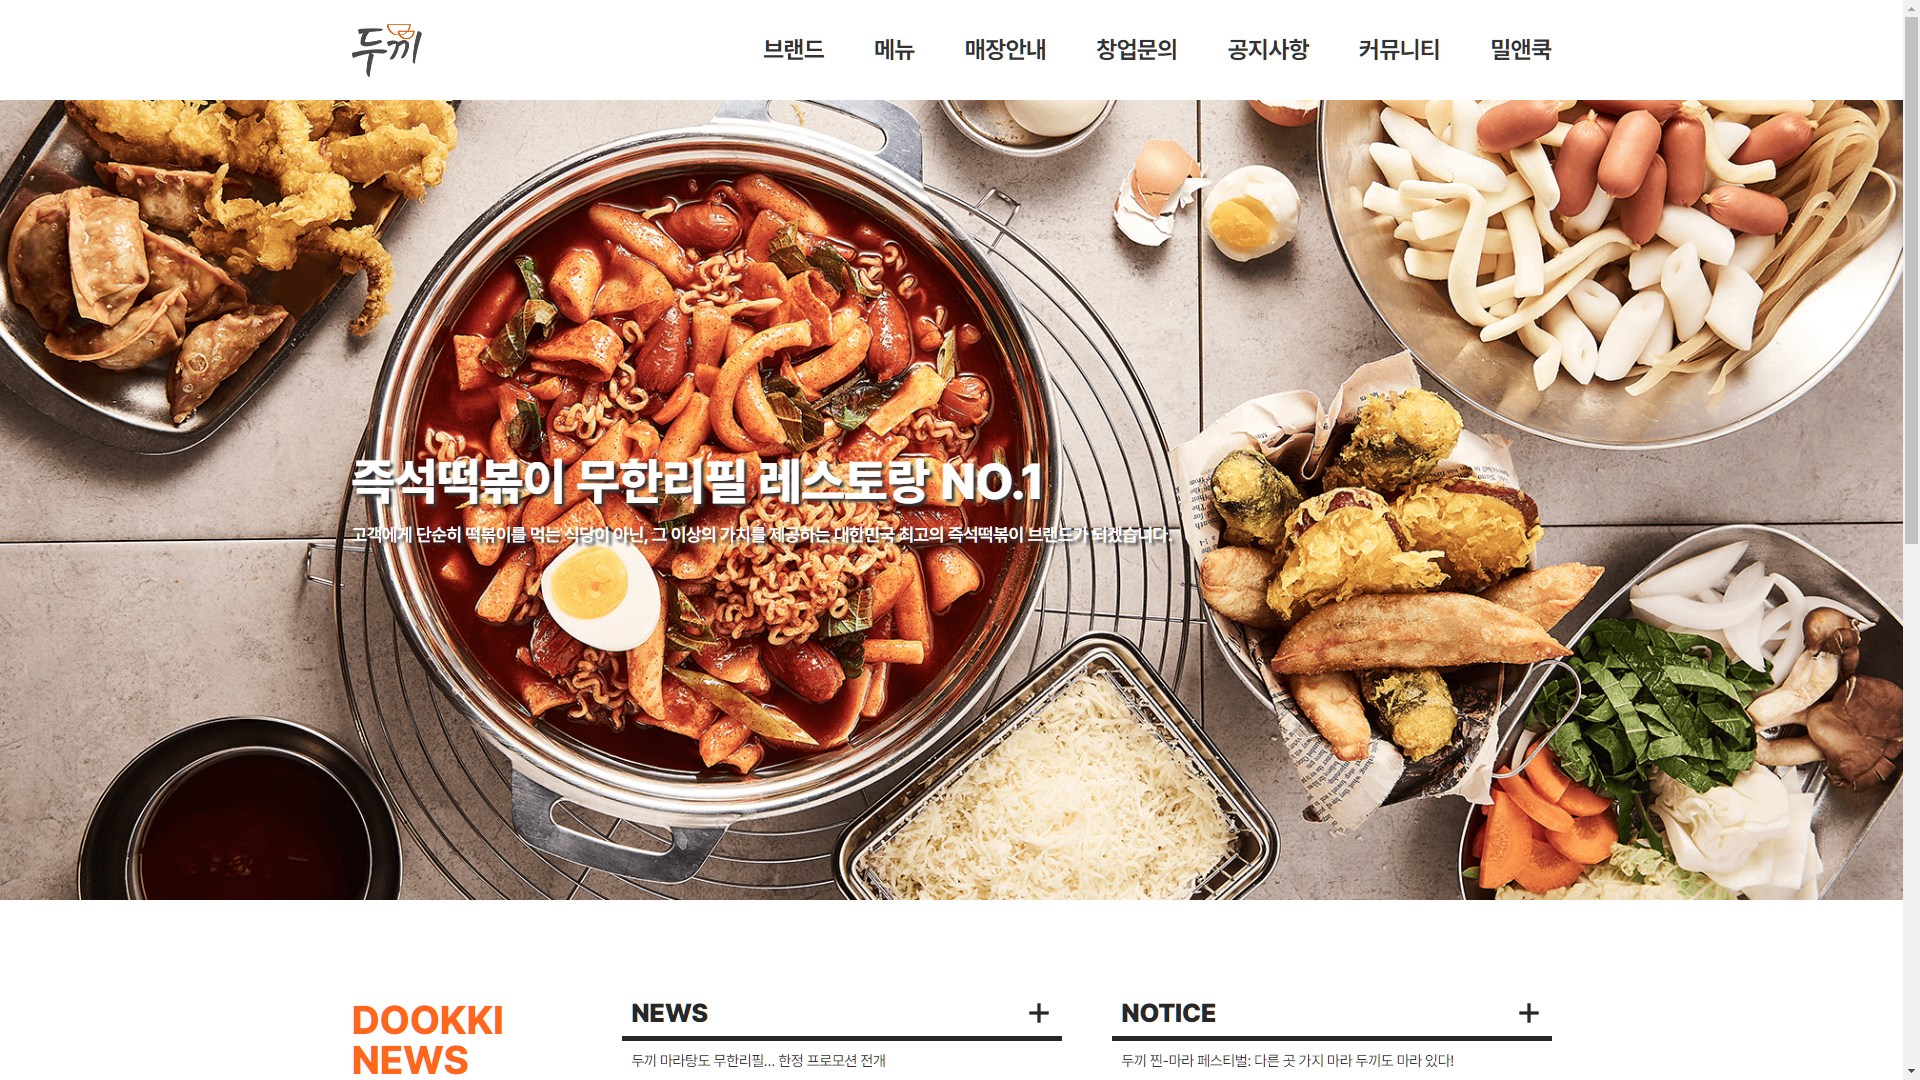 두끼
브랜드 메뉴 매장안내 창업문의 공지사항 커뮤니티 밀앤쿡
즉석떡볶이 무한리필 레스토랑 NO.1
고객에게 단순히 떡볶이를 먹는 식당이 아닌, 그 이상의 가치를 제공하는 대한민국 최고의 즉석떡볶이 브랜드가 되겠습니다.
DOOKKI
NEWS
NEWS
두끼 마라탕도 무한리필... 한정 프로모션 전개
NOTICE
두끼 찐-마라 페스티벌: 다른 곳 가지 마라 두끼도 마라 있다!